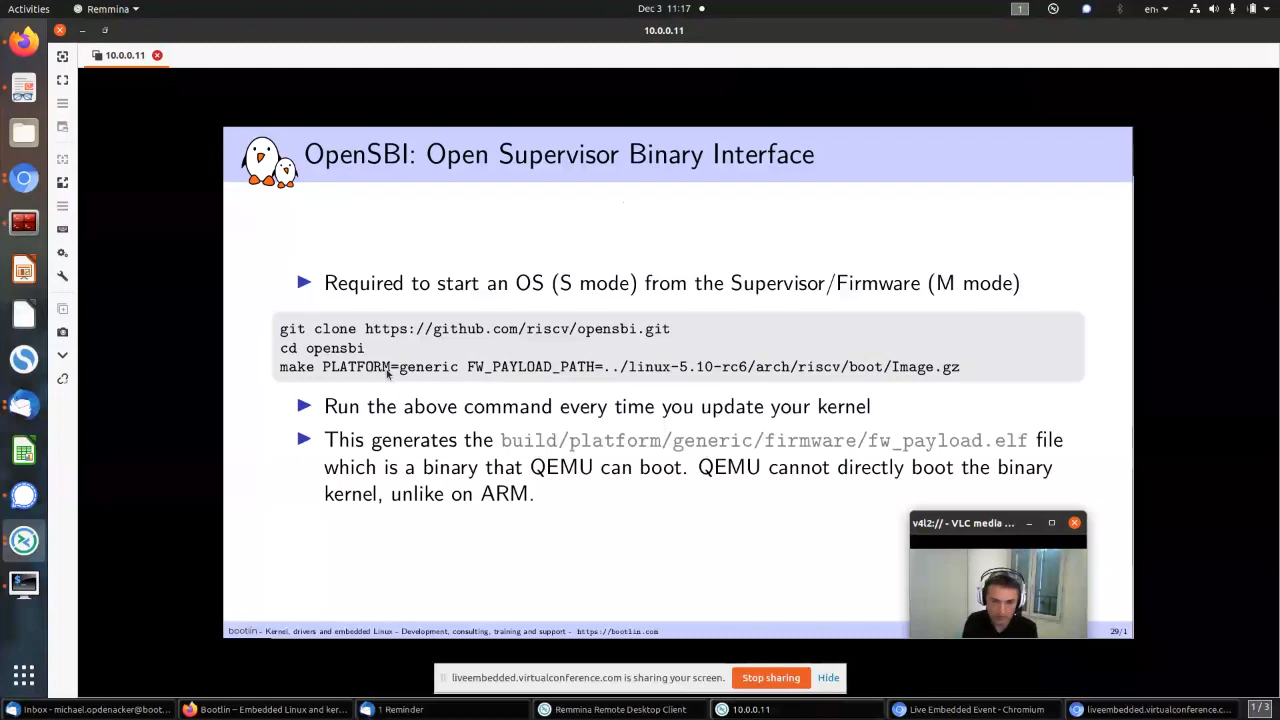 Activities
Remmina
Dec 3 11:17
1
en
10.0.0.11
10.0.0.11
OpenSBI: Open Supervisor Binary Interface
Required to start an OS (S mode) from the Supervisor/Firmware (M mode)
git clone https://github.com/riscv/opensbi.git
cd opensbi
make PLATFORM=generic FW_PAYLOAD_PATH=../linux-5.10-rc6/arch/riscv/boot/Image.gz
Run the above command every time you update your kernel
This generates the build/platform/generic/firmware/fw_payload.elf file
which is a binary that QEMU can boot. QEMU cannot directly boot the binary
kernel, unlike on ARM.
v4l2:// - VLC media ...
bootlin - Kernel, drivers and embedded Linux - Development, consulting, training and support - https://bootlin.com
29/1
liveembedded.virtualconference.com is sharing your screen.
Stop sharing
Hide
Inbox - michael.opdenacker@boot...
Bootlin – Embedded Linux and ker...
1 Reminder
Remmina Remote Desktop Client
10.0.0.11
Live Embedded Event - Chromium
liveembedded.virtualconference.c...
1 / 3